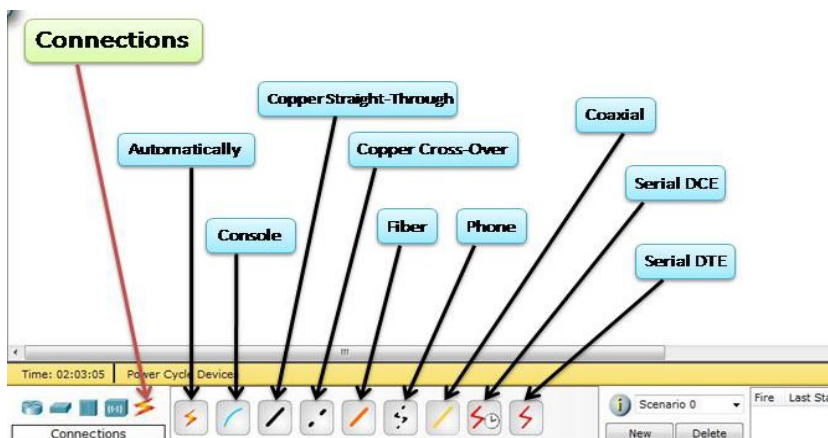 Connections
Copper Straight-Through
Coaxial
Automatically
Copper Cross-Over
Serial DCE
Console
Fiber
Phone
Serial DTE
Time: 02:03:05
Power Cycle Devices
Connections
Scenario 0
Fire Last Sta
New
Delete